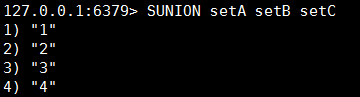 127.0.0.1:6379> SUNION setA setB setC
1) "1"
2) "2"
3) "3"
4) "4"